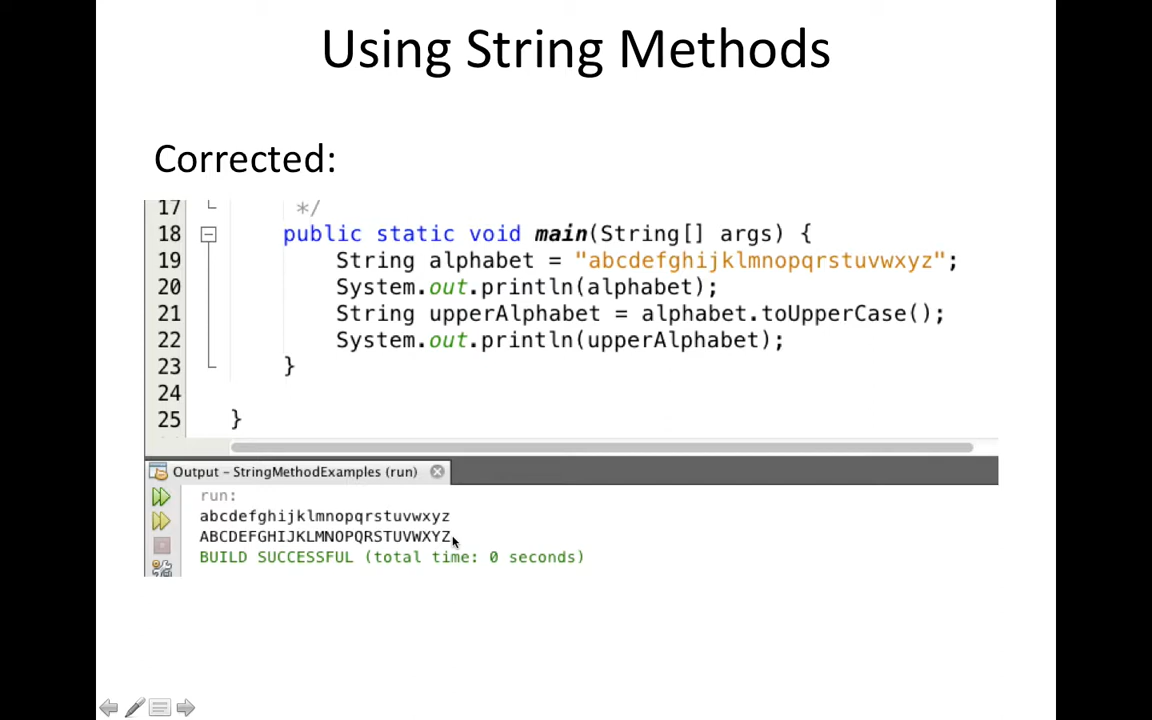 Using String Methods
Corrected:
17 */
18 public static void main(String[] args) {
19 String alphabet = "abcdefghijklmnopqrstuvwxyz";
20 System.out.println(alphabet);
21 String upperAlphabet = alphabet.toUpperCase();
22 System.out.println(upperAlphabet);
23 }
24
25 }
Output – StringMethodExamples (run)
run:
abcdefghijklmnopqrstuvwxyz
ABCDEFGHIJKLMNOPQRSTUVWXYZ
BUILD SUCCESSFUL (total time: 0 seconds)